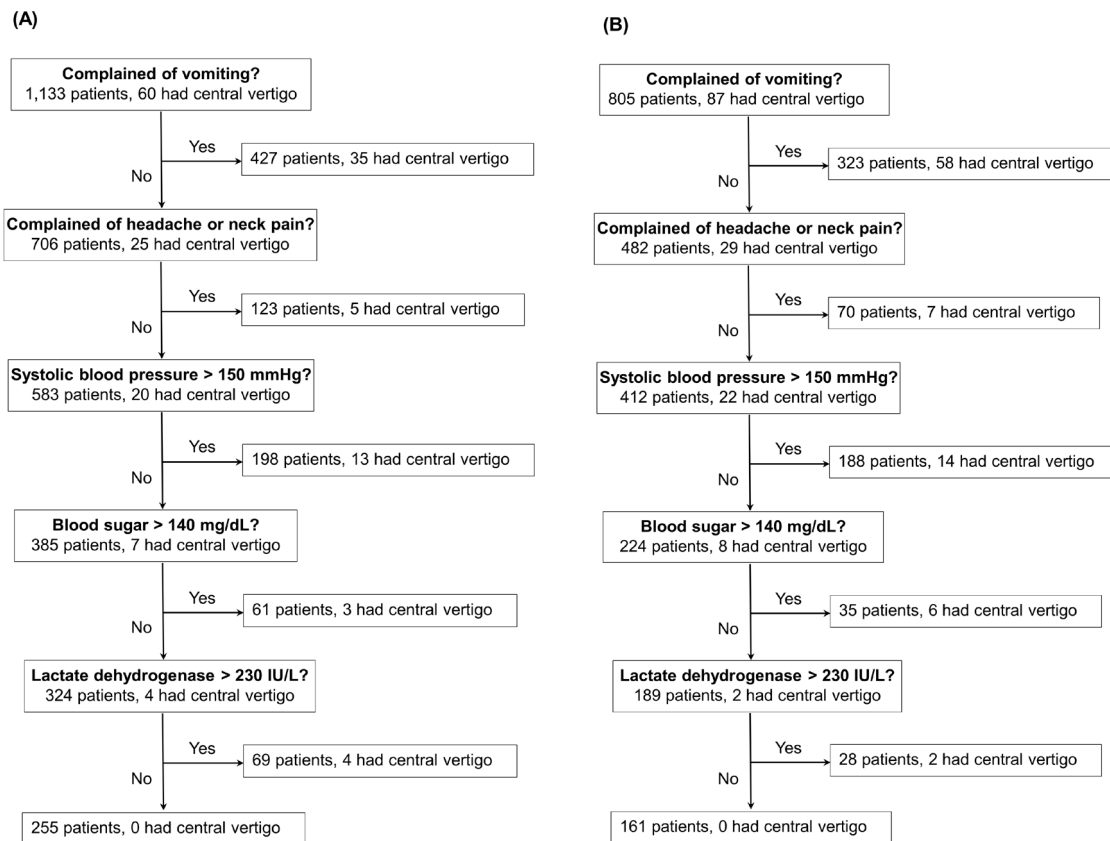 (A)
Complained of vomiting?
1,133 patients, 60 had central vertigo
Yes
427 patients, 35 had central vertigo
No
Complained of headache or neck pain?
706 patients, 25 had central vertigo
Yes
123 patients, 5 had central vertigo
No
Systolic blood pressure > 150 mmHg?
583 patients, 20 had central vertigo
Yes
198 patients, 13 had central vertigo
No
Blood sugar > 140 mg/dL?
385 patients, 7 had central vertigo
Yes
61 patients, 3 had central vertigo
No
Lactate dehydrogenase > 230 IU/L?
324 patients, 4 had central vertigo
Yes
69 patients, 4 had central vertigo
No
255 patients, 0 had central vertigo
(B)
Complained of vomiting?
805 patients, 87 had central vertigo
Yes
323 patients, 58 had central vertigo
No
Complained of headache or neck pain?
482 patients, 29 had central vertigo
Yes
70 patients, 7 had central vertigo
No
Systolic blood pressure > 150 mmHg?
412 patients, 22 had central vertigo
Yes
188 patients, 14 had central vertigo
No
Blood sugar > 140 mg/dL?
224 patients, 8 had central vertigo
Yes
35 patients, 6 had central vertigo
No
Lactate dehydrogenase > 230 IU/L?
189 patients, 2 had central vertigo
Yes
28 patients, 2 had central vertigo
No
161 patients, 0 had central vertigo